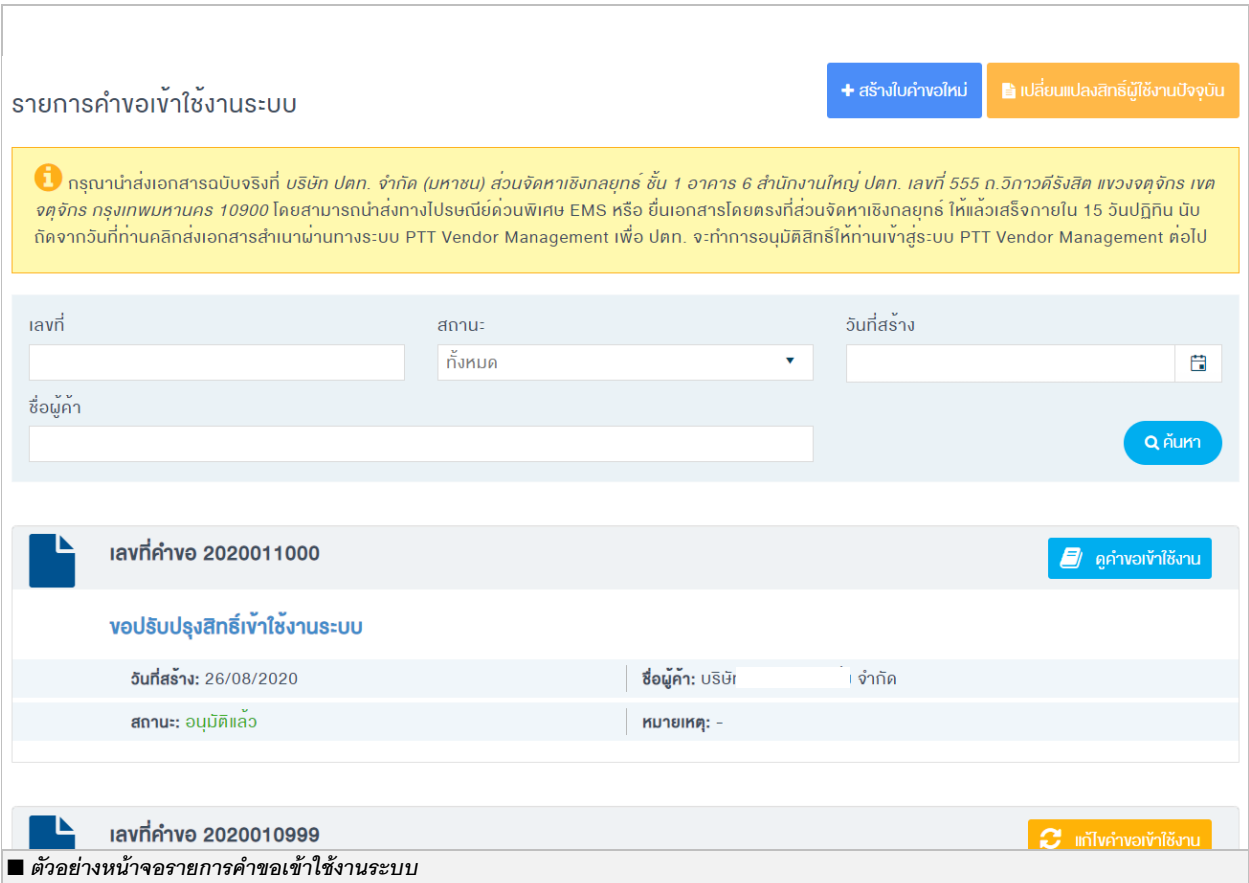 รายการคำขอเข้าใช้งานระบบ
+ สร้างใบคำขอใหม่
เปลี่ยนแปลงสิทธิ์ผู้ใช้งานปัจจุบัน
กรุณานำส่งเอกสารฉบับจริงที่ บริษัท ปตท. จำกัด (มหาชน) ส่วนจัดหาเชิงกลยุทธ์ ชั้น 1 อาคาร 6 สำนักงานใหญ่ ปตท. เลขที่ 555 ถ.วิภาวดีรังสิต แขวงจตุจักร เขต
จตุจักร กรุงเทพมหานคร 10900 โดยสามารถนำส่งทางไปรษณีย์ด่วนพิเศษ EMS หรือ ยื่นเอกสารโดยตรงที่ส่วนจัดหาเชิงกลยุทธ์ ให้แล้วเสร็จภายใน 15 วันปฏิทิน นับ
ถัดจากวันที่ท่านคลิกส่งเอกสารสำเนาผ่านทางระบบ PTT Vendor Management เพื่อ ปตท. จะทำการอนุมัติสิทธิ์ให้ท่านเข้าสู่ระบบ PTT Vendor Management ต่อไป
เลขที่
สถานะ
วันที่สร้าง
ทั้งหมด
ชื่อผู้ค้า
ค้นหา
เลขที่คำขอ 2020011000
ดูคำขอเข้าใช้งาน
ขอปรับปรุงสิทธิ์เข้าใช้งานระบบ
วันที่สร้าง: 26/08/2020
ชื่อผู้ค้า: บริษั จำกัด
สถานะ: อนุมัติแล้ว
หมายเหตุ: -
เลขที่คำขอ 2020010999
แก้ไขคำขอเข้าใช้งาน
■ ตัวอย่างหน้าจอรายการคำขอเข้าใช้งานระบบ